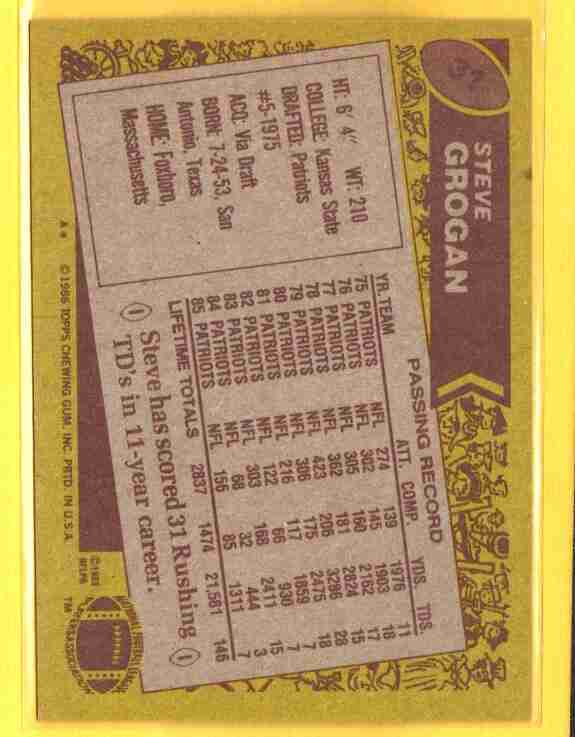 31
STEVE
GROGAN
HT: 6' 4" WT: 210
COLLEGE: Kansas State
DRAFTED: Patriots
#5-1975
ACQ: Via Draft
BORN: 7-24-53, San
Antonio, Texas
HOME: Foxboro,
Massachusetts
PASSING RECORD
YR. TEAM ATT. COMP. YDS. TDS.
75 PATRIOTS NFL 274 139 1976 11
76 PATRIOTS NFL 302 145 1903 18
77 PATRIOTS NFL 305 160 2162 17
78 PATRIOTS NFL 362 181 2824 15
79 PATRIOTS NFL 423 206 3286 28
80 PATRIOTS NFL 306 175 2475 18
81 PATRIOTS NFL 216 117 1859 7
82 PATRIOTS NFL 122 66 930 7
83 PATRIOTS NFL 303 168 2411 15
84 PATRIOTS NFL 68 32 444 3
85 PATRIOTS NFL 156 85 1311 7
LIFETIME TOTALS 2837 1474 21,581 146
Steve has scored 31 Rushing
TD's in 11-year career.
A* © 1986 TOPPS CHEWING GUM, INC. PRTD. IN U.S.A.
TM